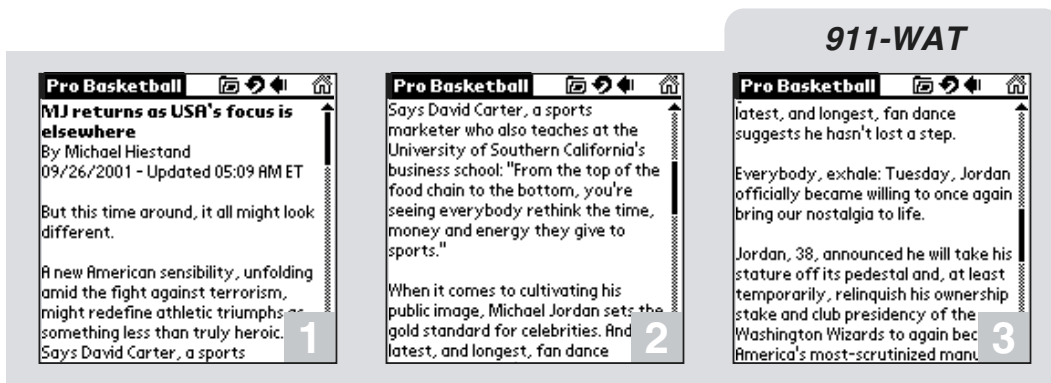 911-WAT
Pro Basketball
MJ returns as USA's focus is
elsewhere
By Michael Hiestand
09/26/2001 - Updated 05:09 AM ET
But this time around, it all might look
different.
A new American sensibility, unfolding
amid the fight against terrorism,
might redefine athletic triumphs as
something less than truly heroic.
Says David Carter, a sports
1
Pro Basketball
Says David Carter, a sports
marketer who also teaches at the
University of Southern California's
business school: "From the top of the
food chain to the bottom, you're
seeing everybody rethink the time,
money and energy they give to
sports."
When it comes to cultivating his
public image, Michael Jordan sets the
gold standard for celebrities. And
latest, and longest, fan dance
2
Pro Basketball
latest, and longest, fan dance
suggests he hasn't lost a step.
Everybody, exhale: Tuesday, Jordan
officially became willing to once again
bring our nostalgia to life.
Jordan, 38, announced he will take his
stature off its pedestal and, at least
temporarily, relinquish his ownership
stake and club presidency of the
Washington Wizards to again
America's most-scrutinized
3